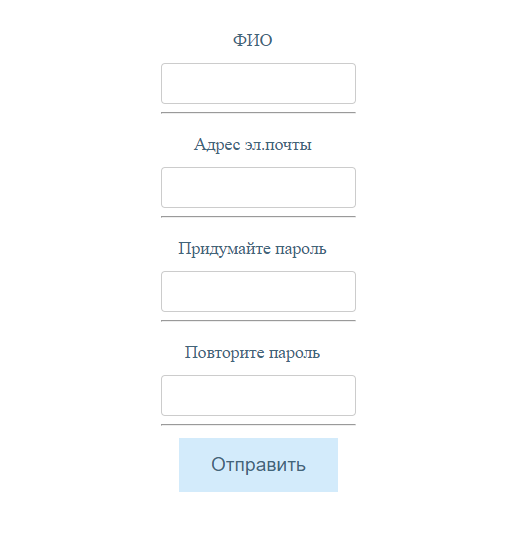 ФИО
Адрес эл.почты
Придумайте пароль
Повторите пароль
Отправить